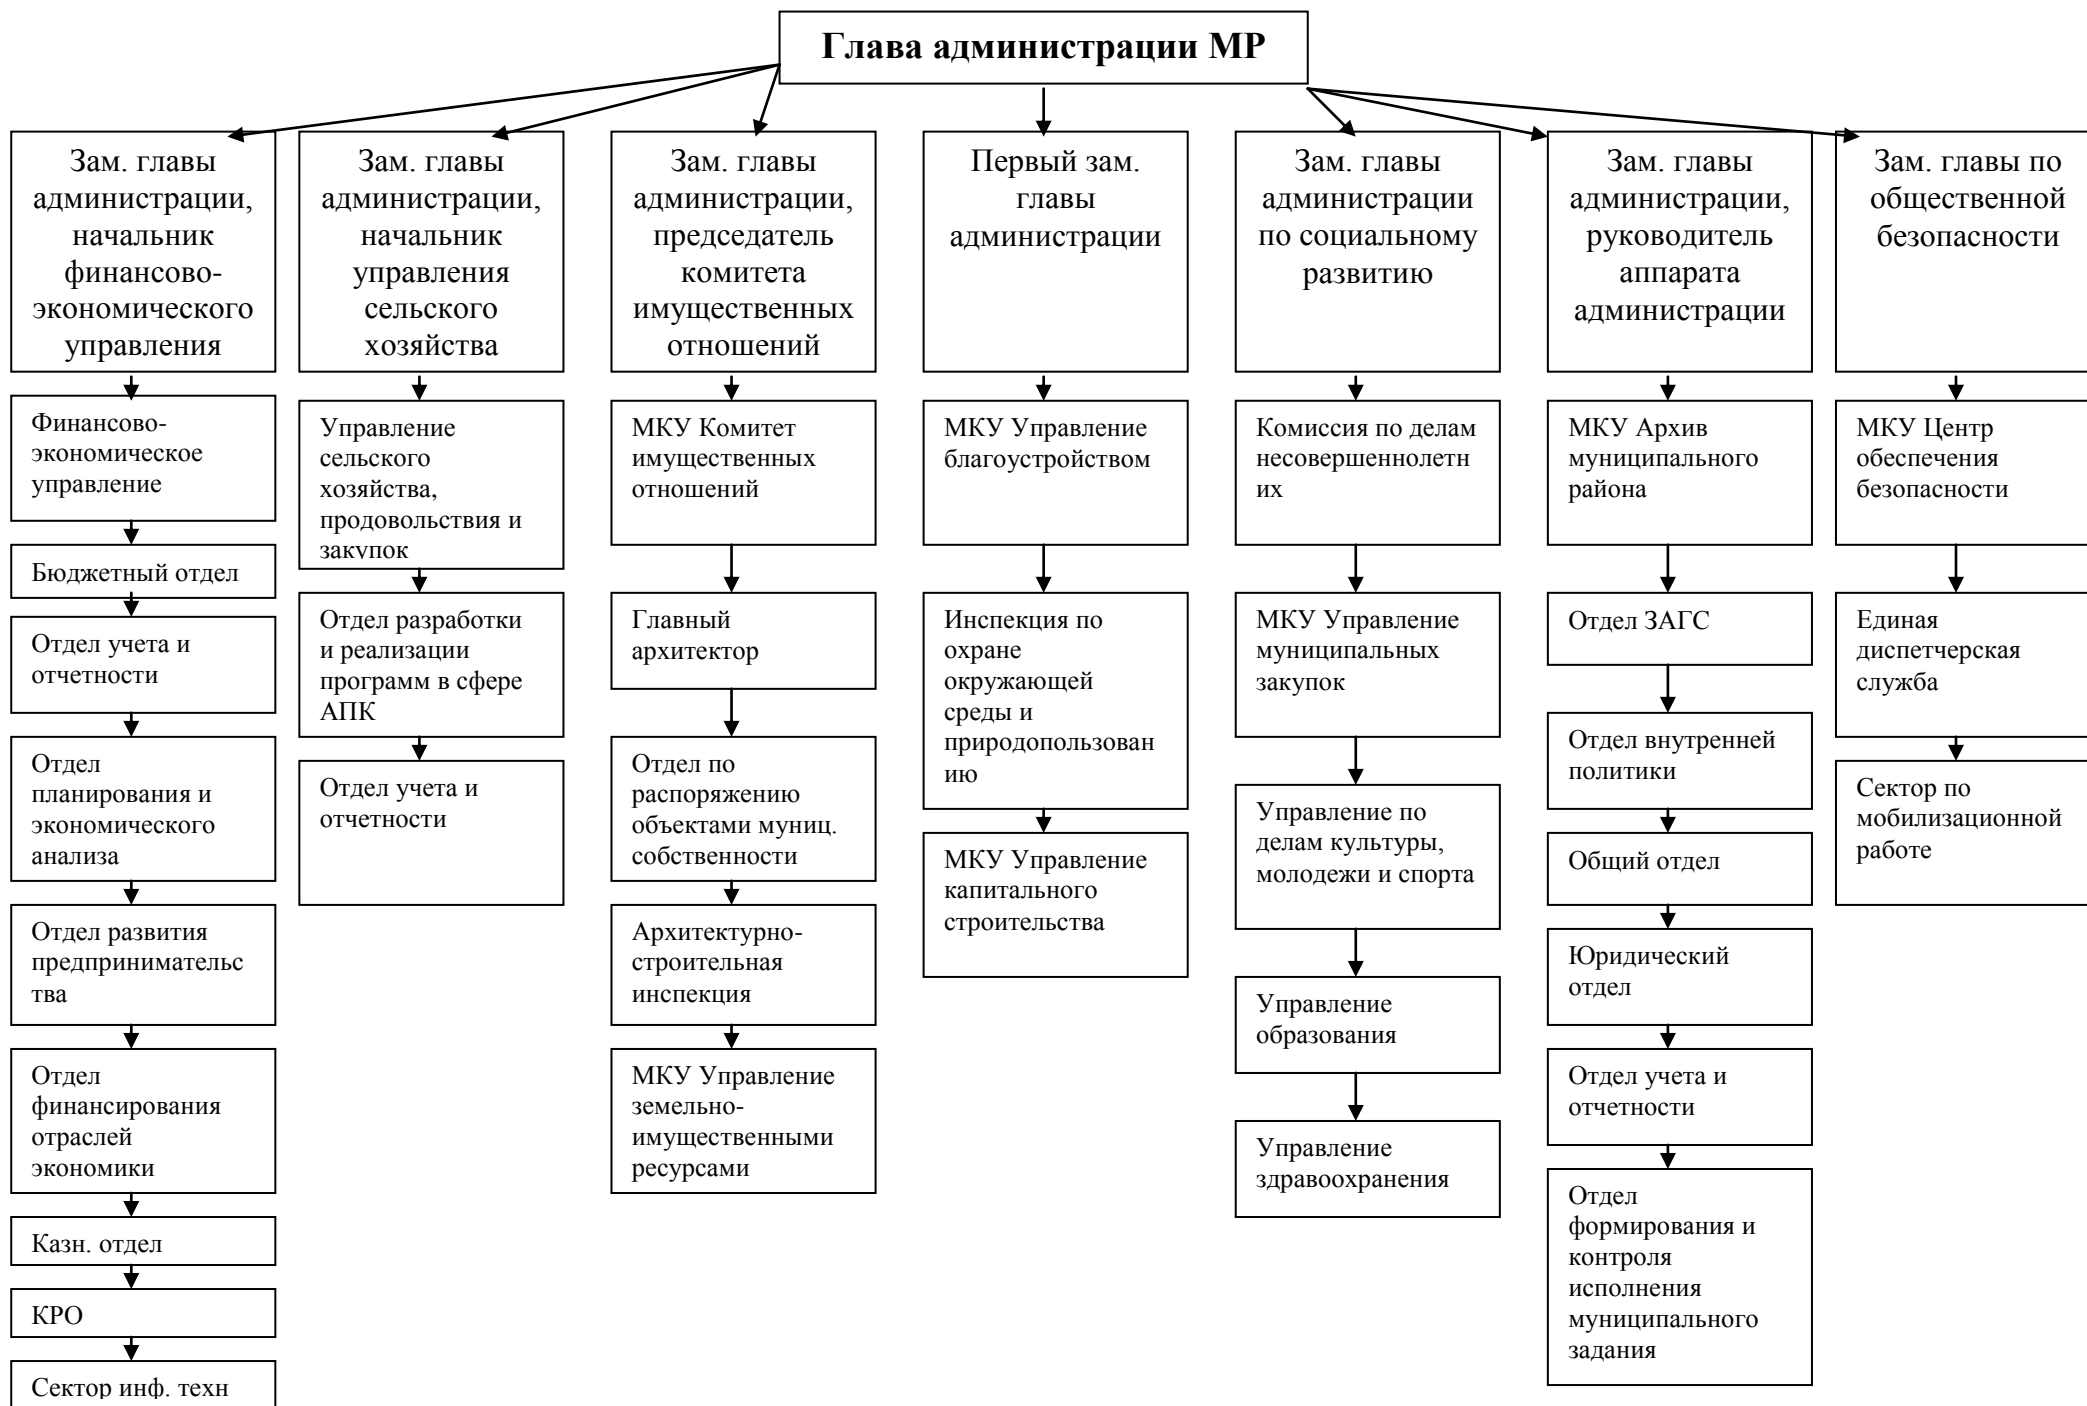 Глава администрации МР
Зам. главы
администрации,
начальник
финансово-
экономического
управления
Зам. главы
администрации,
начальник
управления
сельского
хозяйства
Зам. главы
администрации,
председатель
комитета
имущественных
отношений
Первый зам.
главы
администрации
Зам. главы
администрации
по социальному
развитию
Зам. главы
администрации,
руководитель
аппарата
администрации
Зам. главы по
общественной
безопасности
Финансово-
экономическое
управление
Бюджетный отдел
Отдел учета и
отчетности
Отдел
планирования и
экономического
анализа
Отдел развития
предпринимательс
тва
Отдел
финансирования
отраслей
экономики
Казн. отдел
КРО
Сектор инф. техн
Управление
сельского
хозяйства,
продовольствия и
закупок
Отдел разработки
и реализации
программ в сфере
АПК
Отдел учета и
отчетности
МКУ Комитет
имущественных
отношений
Главный
архитектор
Отдел по
распоряжению
объектами муниц.
собственности
Архитектурно-
строительная
инспекция
МКУ Управление
земельно-
имущественными
ресурсами
МКУ Управление
благоустройством
Инспекция по
охране
окружающей
среды и
природопользован
ию
МКУ Управление
капитального
строительства
Комиссия по делам
несовершеннолетн
их
МКУ Управление
муниципальных
закупок
Управление по
делам культуры,
молодежи и спорта
Управление
образования
Управление
здравоохранения
МКУ Архив
муниципального
района
Отдел ЗАГС
Отдел внутренней
политики
Общий отдел
Юридический
отдел
Отдел учета и
отчетности
Отдел
формирования и
контроля
исполнения
муниципального
задания
МКУ Центр
обеспечения
безопасности
Единая
диспетчерская
служба
Сектор по
мобилизационной
работе